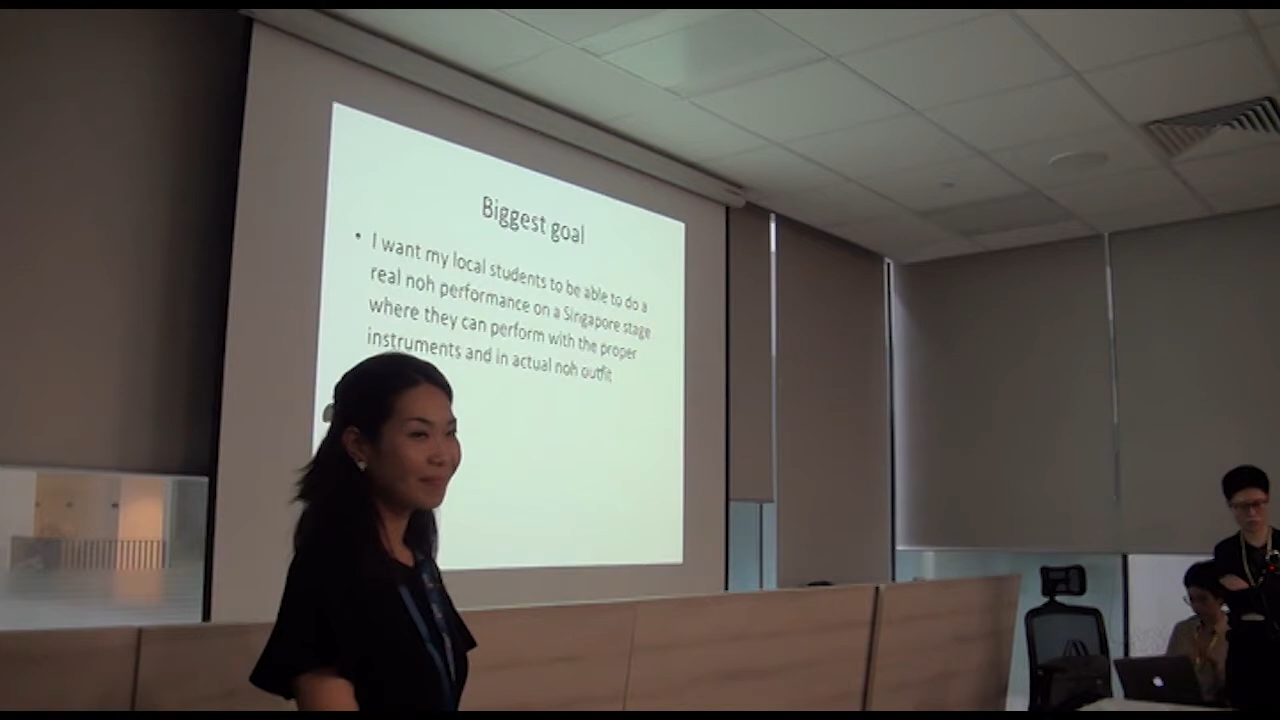 Biggest goal
• I want my local students to be able to do a
real noh performance on a Singapore stage
where they can perform with the proper
instruments and in actual noh outfit